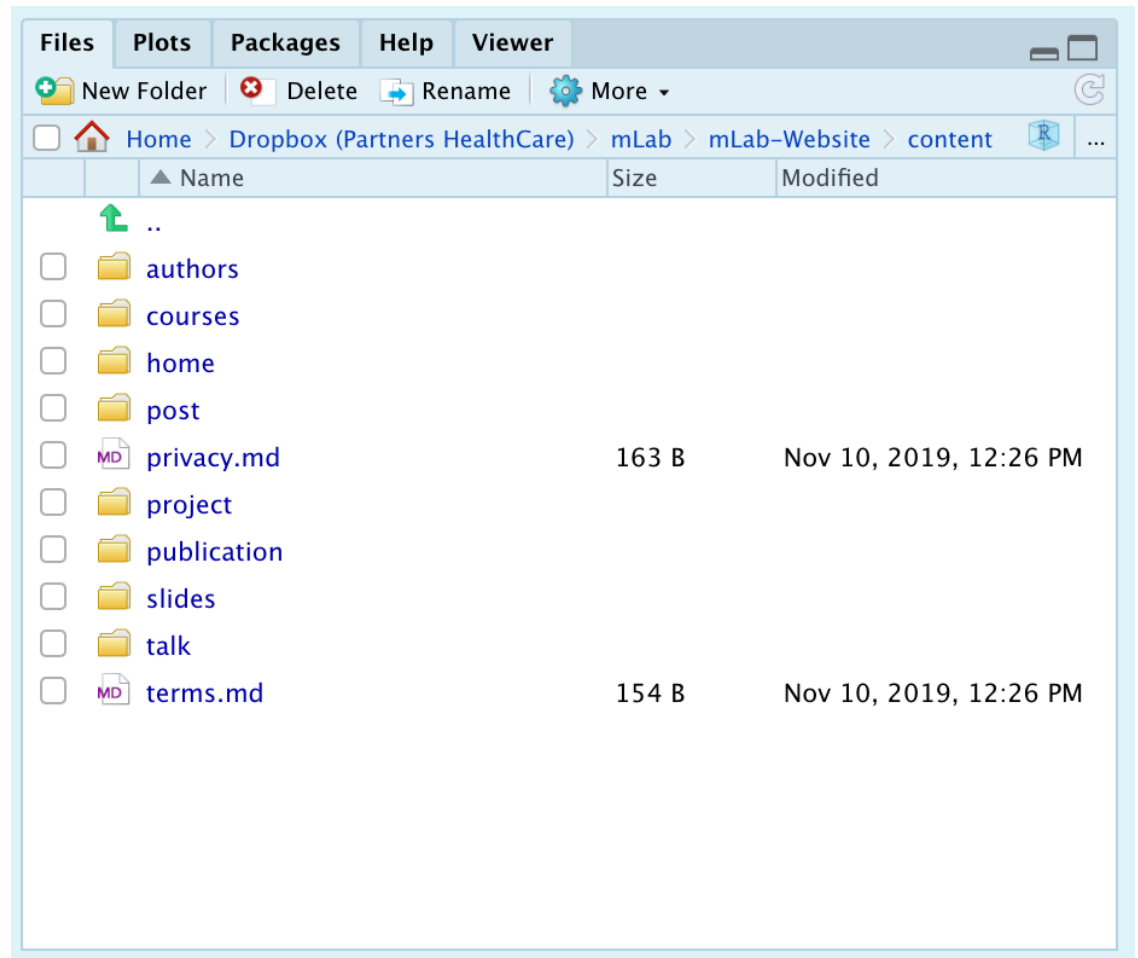 Files Plots Packages Help Viewer
New Folder Delete Rename More
Home Dropbox (Partners HealthCare) mLab mLab-Website content R ...
Name Size Modified
..
authors
courses
home
post
MD privacy.md 163 B Nov 10, 2019, 12:26 PM
project
publication
slides
talk
MD terms.md 154 B Nov 10, 2019, 12:26 PM